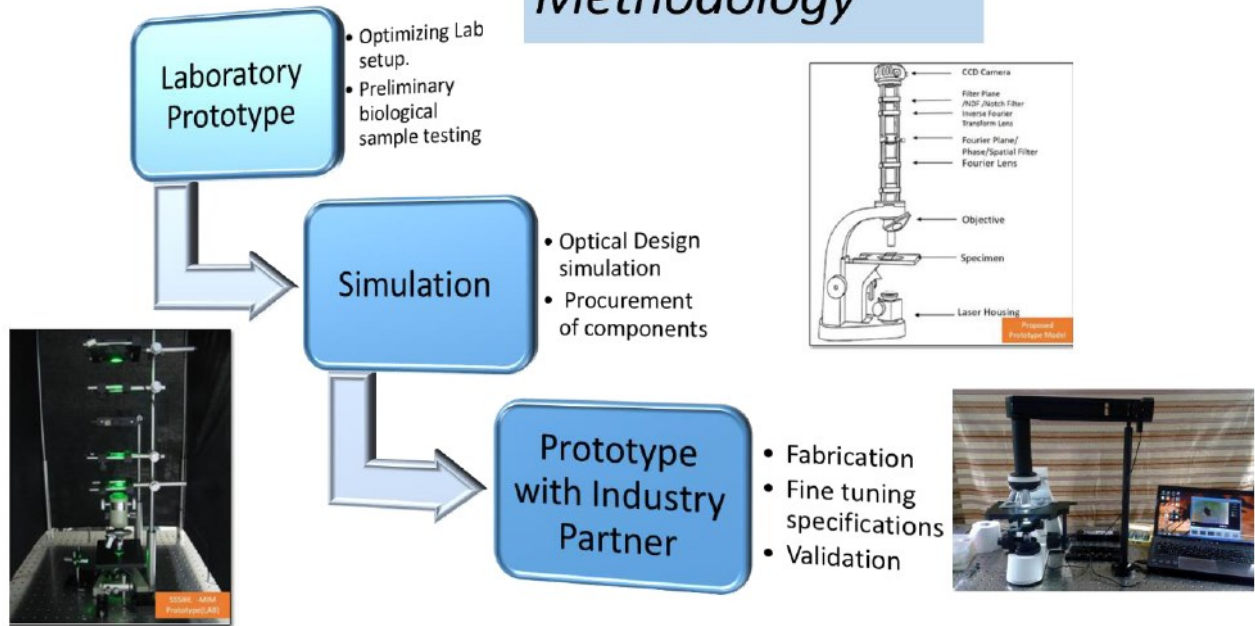 Methodology
Laboratory
Prototype
• Optimizing Lab
setup.
• Preliminary
biological
sample testing
Simulation
• Optical Design
simulation
• Procurement
of components
Prototype
with Industry
Partner
• Fabrication
• Fine tuning
specifications
• Validation
CCD Camera
Filter Plane
/NDF /Notch Filter
Inverse Fourier
Transform Lens
Fourier Plane/
Phase/Spatial Filter
Fourier Lens
Objective
Specimen
Laser Housing
Proposed
Prototype Model
-MIM
Prototype(LAB)